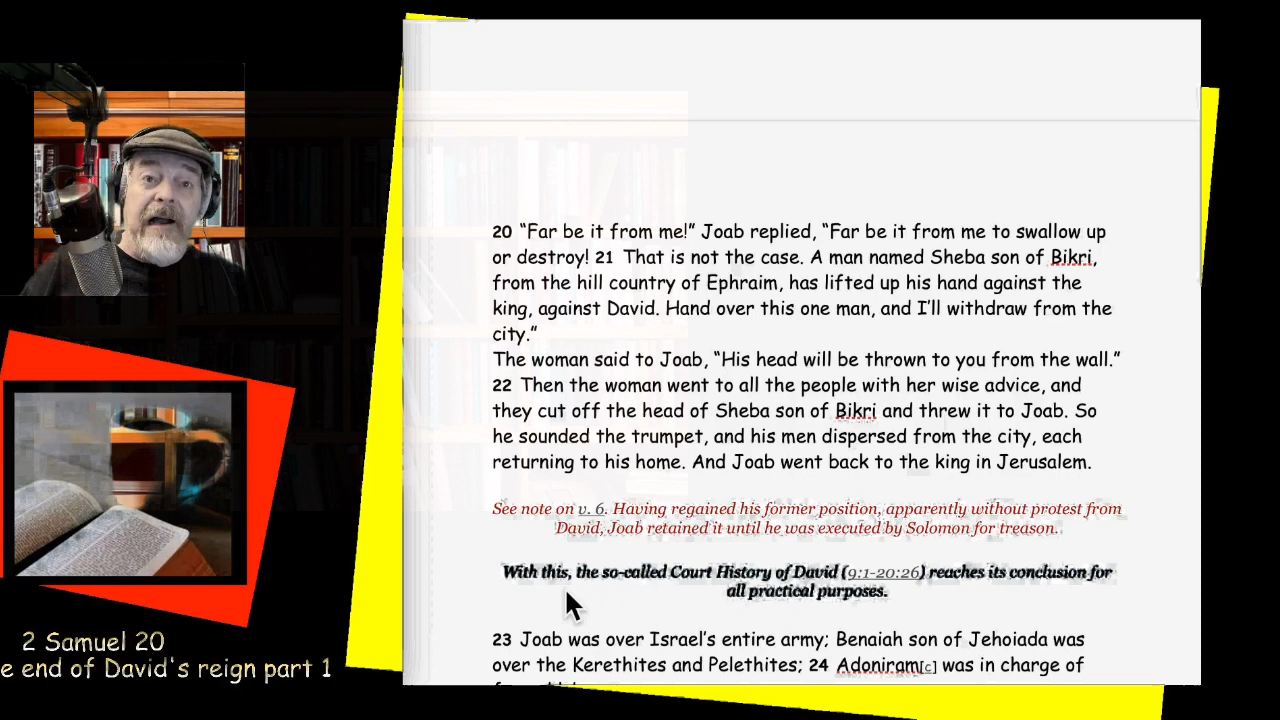 20 “Far be it from me!” Joab replied, “Far be it from me to swallow up
or destroy! 21 That is not the case. A man named Sheba son of Bikri,
from the hill country of Ephraim, has lifted up his hand against the
king, against David. Hand over this one man, and I’ll withdraw from the
city.”
The woman said to Joab, “His head will be thrown to you from the wall.”
22 Then the woman went to all the people with her wise advice, and
they cut off the head of Sheba son of Bikri and threw it to Joab. So
he sounded the trumpet, and his men dispersed from the city, each
returning to his home. And Joab went back to the king in Jerusalem.
See note on v. 6. Having regained his former position, apparently without protest from
David, Joab retained it until he was executed by Solomon for treason.
With this, the so-called Court History of David (9:1-20:26) reaches its conclusion for
all practical purposes.
23 Joab was over Israel’s entire army; Benaiah son of Jehoiada was
over the Kerethites and Pelethites; 24 Adoniram[c] was in charge of
2 Samuel 20
e end of David's reign part 1